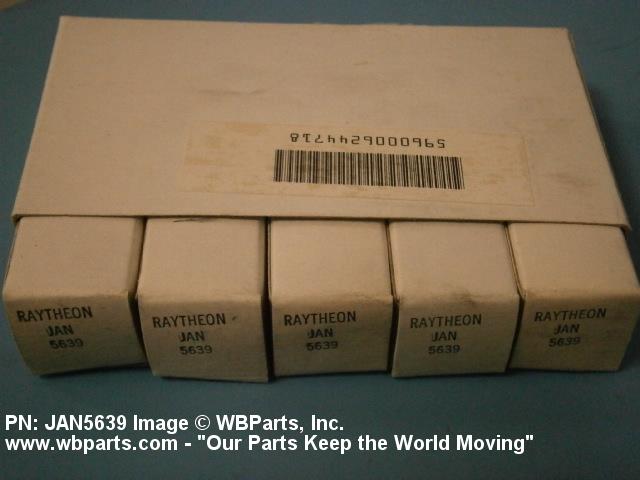 5960006244718
RAYTHEON
JAN
5639
RAYTHEON
JAN
5639
RAYTHEON
JAN
5639
RAYTHEON
JAN
5639
RAYTHEON
JAN
5639
PN: JAN5639 Image © WBParts, Inc.
www.wbparts.com - "Our Parts Keep the World Moving"